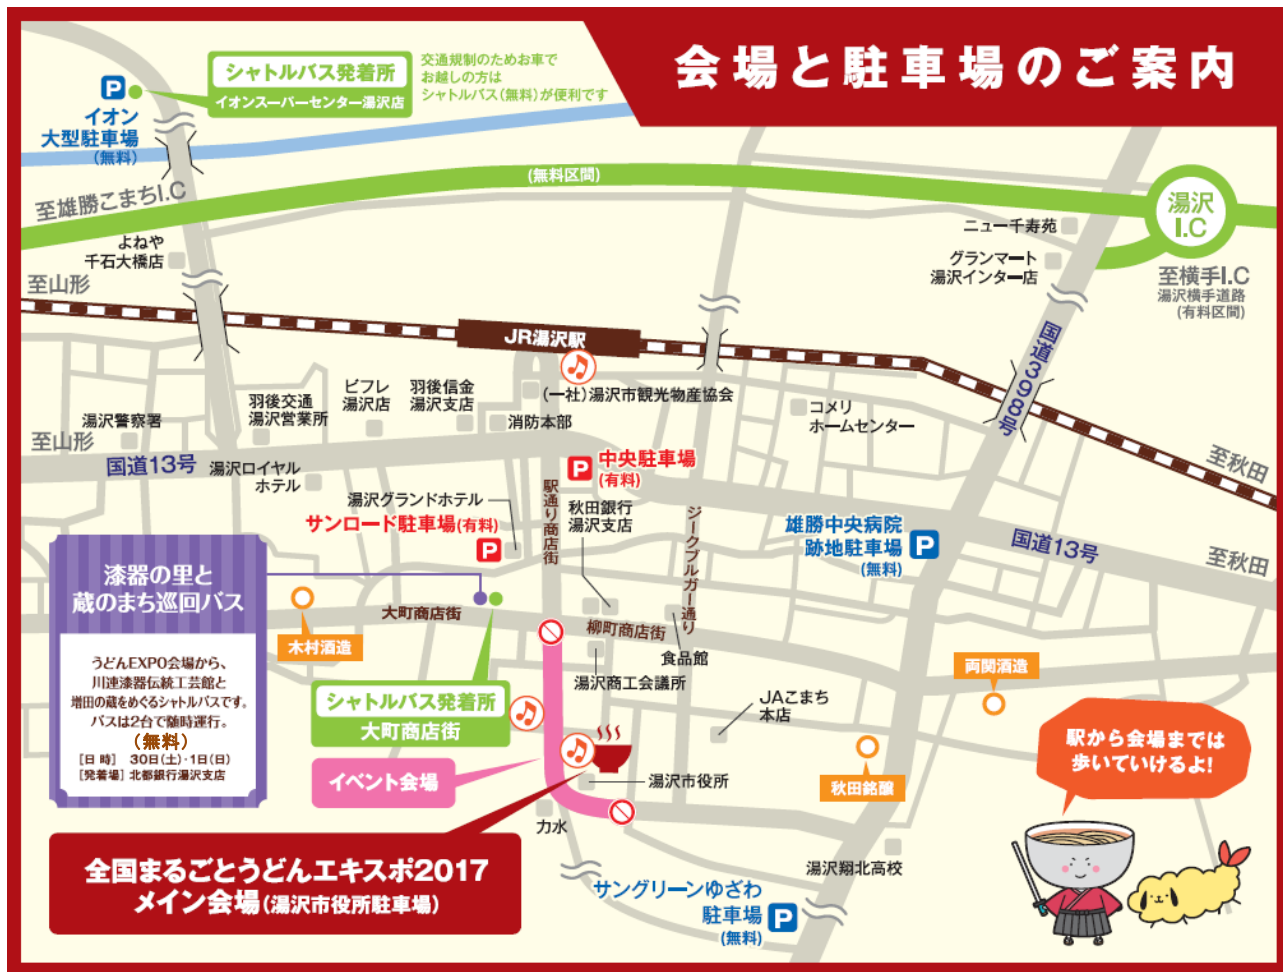 会場と駐車場のご案内
シャトルバス発着所
イオンスーパーセンター湯沢店
交通規制のためお車で
お越しの方は
シャトルバス(無料)が便利です
P
イオン
大型駐車場
(無料)
至雄勝こまちI.C
(無料区間)
湯沢
I.C
ニュー千寿苑
グランマート
湯沢インター店
至横手I.C
湯沢横手道路
(有料区間)
よねや
千石大橋店
至山形
JR湯沢駅
国道398号
(一社)湯沢市観光物産協会
ビフレ
湯沢店
羽後信金
湯沢支店
羽後交通
湯沢営業所
消防本部
コメリ
ホームセンター
湯沢警察署
至山形
国道13号
湯沢ロイヤル
ホテル
P
中央駐車場
(有料)
至秋田
湯沢グランドホテル
サンロード駐車場(有料)
P
駅通り商店街
秋田銀行
湯沢支店
ジークブルガー通り
雄勝中央病院
跡地駐車場
(無料)
P
国道13号
至秋田
漆器の里と
蔵のまち巡回バス
うどんEXPO会場から、
川連漆器伝統工芸館と
増田の蔵をめぐるシャトルバスです。
バスは2台で随時運行。
(無料)
[日 時] 30日(土)・1日(日)
[発着場] 北都銀行湯沢支店
木村酒造
大町商店街
柳町商店街
食品館
湯沢商工会議所
シャトルバス発着所
大町商店街
JAこまち
本店
両関酒造
イベント会場
湯沢市役所
秋田銘醸
駅から会場までは
歩いていけるよ!
力水
全国まるごとうどんエキスポ2017
メイン会場(湯沢市役所駐車場)
湯沢翔北高校
サングリーンゆざわ
駐車場
(無料)
P